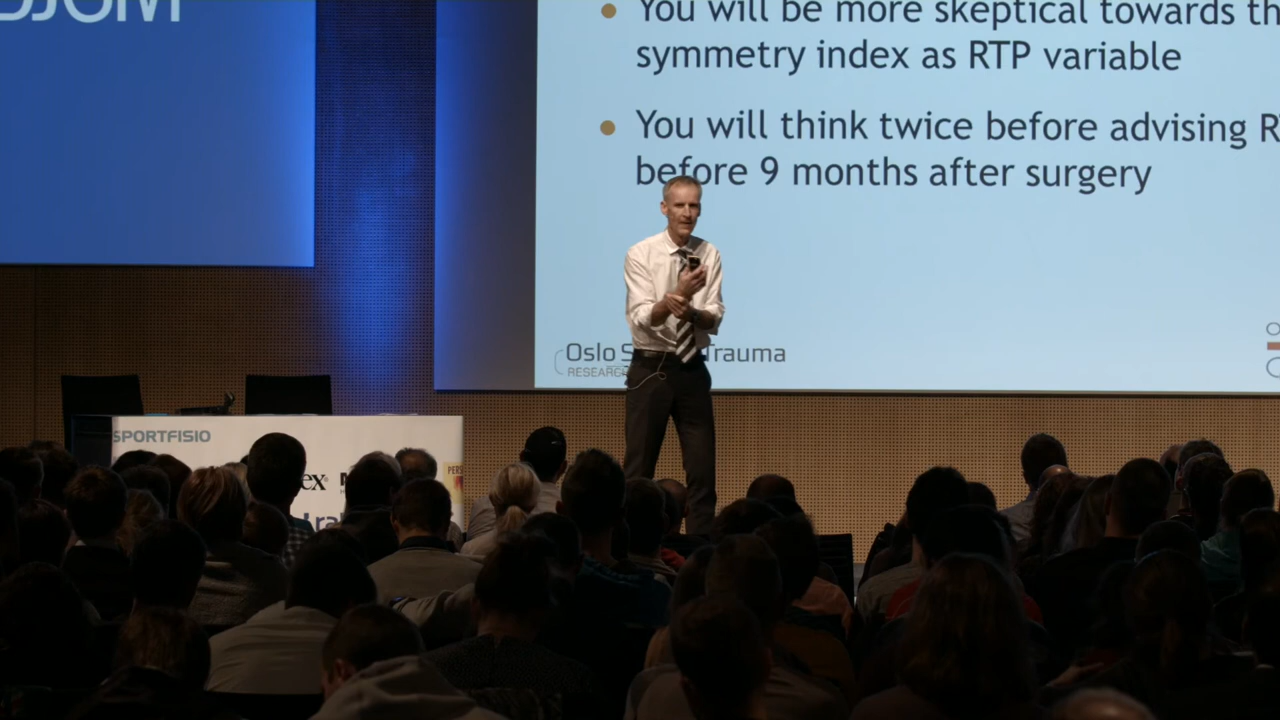 You will be more skeptical towards
symmetry index as RTP variable
You will think twice before advising
before 9 months after surgery
Oslo
Trauma
SPORTFISIO